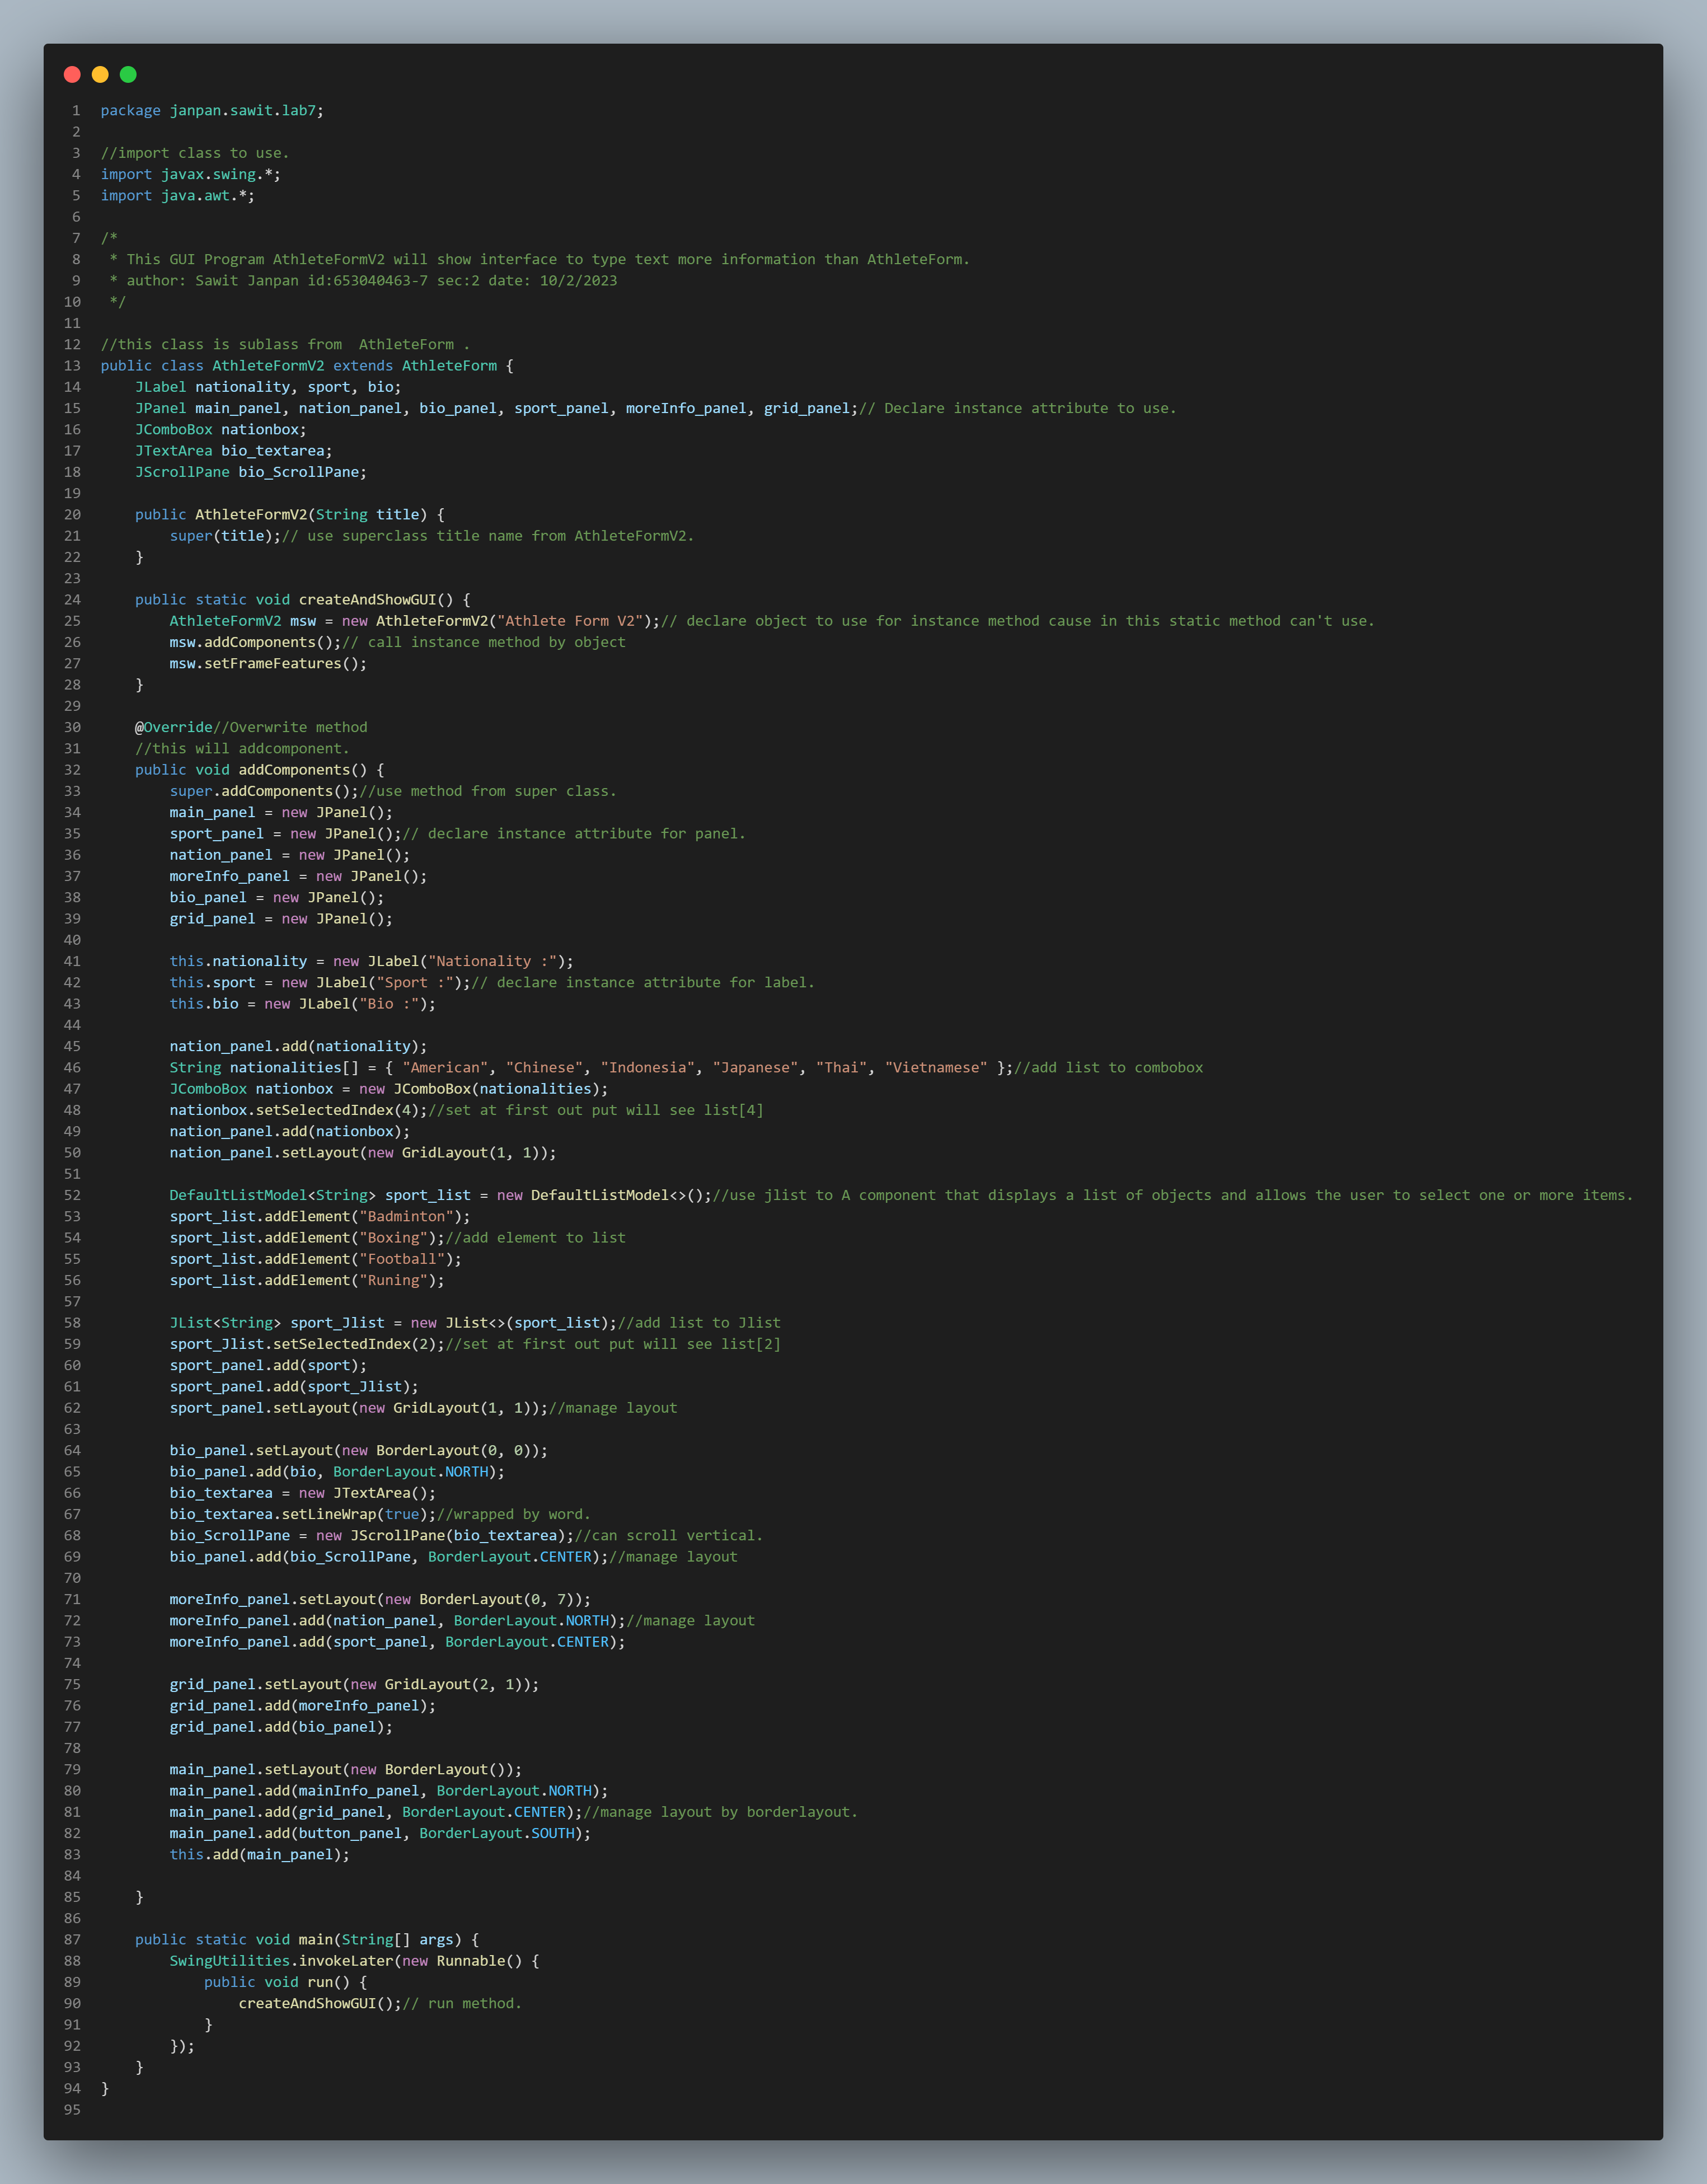 1 package janpan.sawit.lab7;
2
3 //import class to use.
4 import javax.swing.*;
5 import java.awt.*;
6
7 /*
8  * This GUI Program AthleteFormV2 will show interface to type text more information than AthleteForm.
9  * author: Sawit Janpan id:653040463-7 sec:2 date: 10/2/2023
10  */
11
12 //this class is sublass from  AthleteForm .
13 public class AthleteFormV2 extends AthleteForm {
14     JLabel nationality, sport, bio;
15     JPanel main_panel, nation_panel, bio_panel, sport_panel, moreInfo_panel, grid_panel;// Declare instance attribute to use.
16     JComboBox nationbox;
17     JTextArea bio_textarea;
18     JScrollPane bio_ScrollPane;
19
20     public AthleteFormV2(String title) {
21         super(title);// use superclass title name from AthleteFormV2.
22     }
23
24     public static void createAndShowGUI() {
25         AthleteFormV2 msw = new AthleteFormV2("Athlete Form V2");// declare object to use for instance method cause in this static method can't use.
26         msw.addComponents();// call instance method by object
27         msw.setFrameFeatures();
28     }
29
30     @Override//Overwrite method
31     //this will addcomponent.
32     public void addComponents() {
33         super.addComponents();//use method from super class.
34         main_panel = new JPanel();
35         sport_panel = new JPanel();// declare instance attribute for panel.
36         nation_panel = new JPanel();
37         moreInfo_panel = new JPanel();
38         bio_panel = new JPanel();
39         grid_panel = new JPanel();
40
41         this.nationality = new JLabel("Nationality :");
42         this.sport = new JLabel("Sport :");// declare instance attribute for label.
43         this.bio = new JLabel("Bio :");
44
45         nation_panel.add(nationality);
46         String nationalities[] = { "American", "Chinese", "Indonesia", "Japanese", "Thai", "Vietnamese" };//add list to combobox
47         JComboBox nationbox = new JComboBox(nationalities);
48         nationbox.setSelectedIndex(4);//set at first out put will see list[4]
49         nation_panel.add(nationbox);
50         nation_panel.setLayout(new GridLayout(1, 1));
51
52         DefaultListModel<String> sport_list = new DefaultListModel<>();//use jlist to A component that displays a list of objects and allows the user to select one or more items.
53         sport_list.addElement("Badminton");
54         sport_list.addElement("Boxing");//add element to list
55         sport_list.addElement("Football");
56         sport_list.addElement("Runing");
57
58         JList<String> sport_Jlist = new JList<>(sport_list);//add list to Jlist
59         sport_Jlist.setSelectedIndex(2);//set at first out put will see list[2]
60         sport_panel.add(sport);
61         sport_panel.add(sport_Jlist);
62         sport_panel.setLayout(new GridLayout(1, 1));//manage layout
63
64         bio_panel.setLayout(new BorderLayout(0, 0));
65         bio_panel.add(bio, BorderLayout.NORTH);
66         bio_textarea = new JTextArea();
67         bio_textarea.setLineWrap(true);//wrapped by word.
68         bio_ScrollPane = new JScrollPane(bio_textarea);//can scroll vertical.
69         bio_panel.add(bio_ScrollPane, BorderLayout.CENTER);//manage layout
70
71         moreInfo_panel.setLayout(new BorderLayout(0, 7));
72         moreInfo_panel.add(nation_panel, BorderLayout.NORTH);//manage layout
73         moreInfo_panel.add(sport_panel, BorderLayout.CENTER);
74
75         grid_panel.setLayout(new GridLayout(2, 1));
76         grid_panel.add(moreInfo_panel);
77         grid_panel.add(bio_panel);
78
79         main_panel.setLayout(new BorderLayout());
80         main_panel.add(mainInfo_panel, BorderLayout.NORTH);
81         main_panel.add(grid_panel, BorderLayout.CENTER);//manage layout by borderlayout.
82         main_panel.add(button_panel, BorderLayout.SOUTH);
83         this.add(main_panel);
84
85     }
86
87     public static void main(String[] args) {
88         SwingUtilities.invokeLater(new Runnable() {
89             public void run() {
90                 createAndShowGUI();// run method.
91             }
92         });
93     }
94 }
95